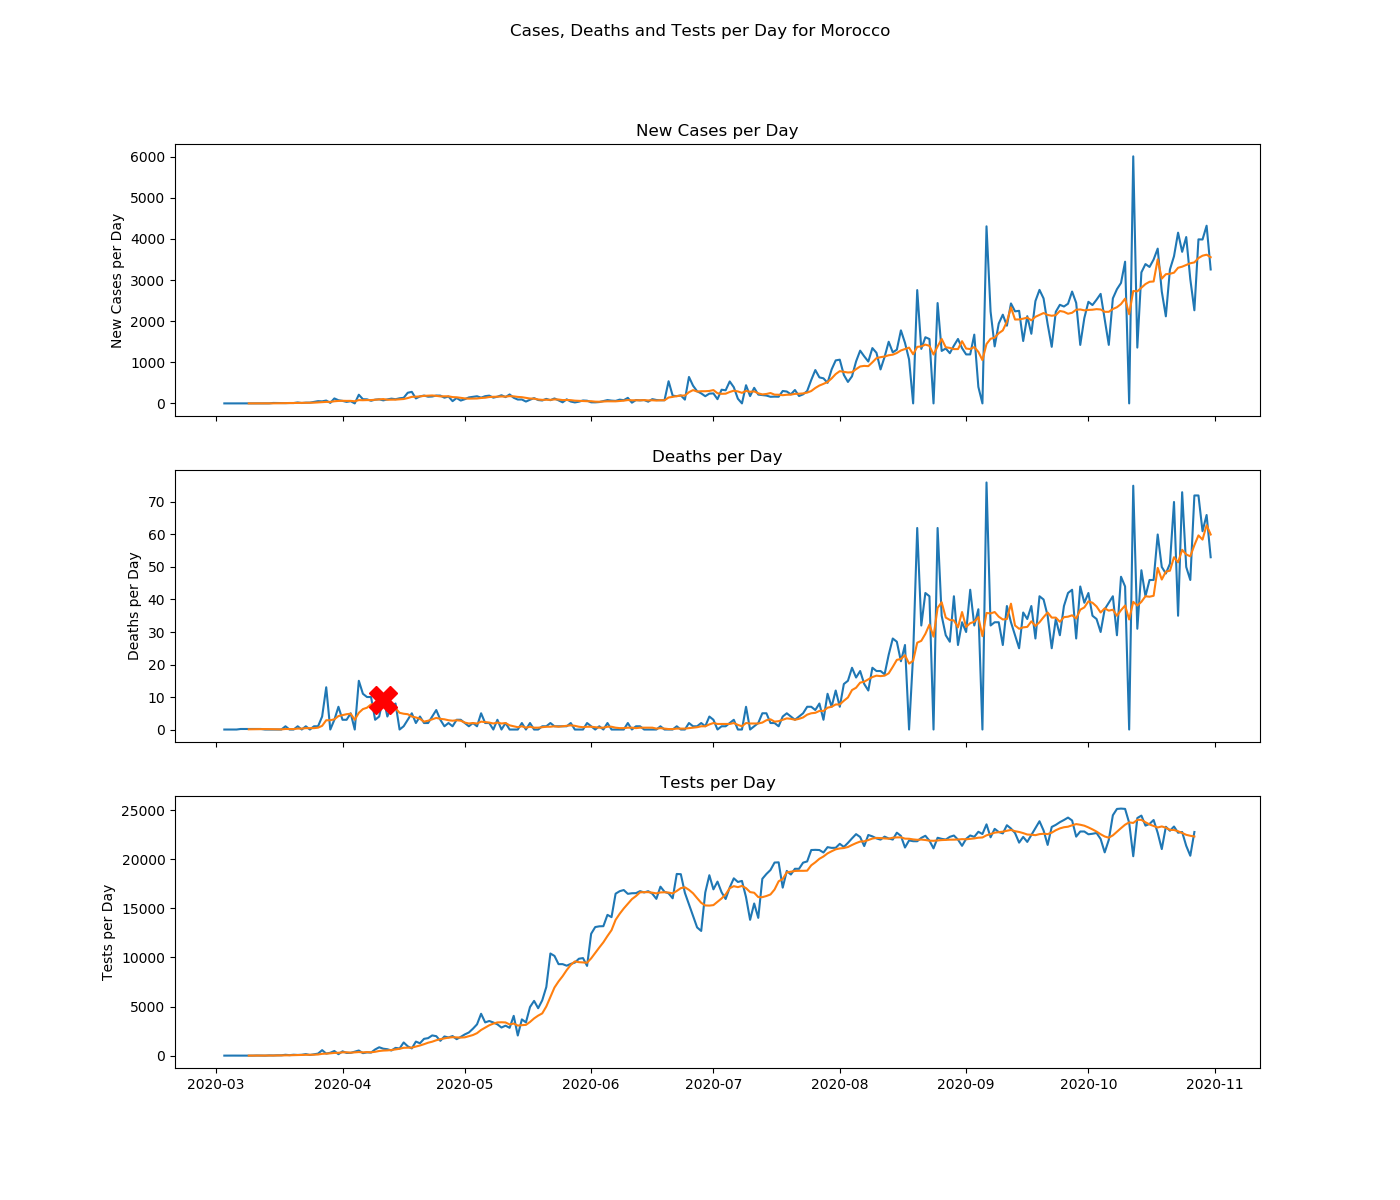 Cases, Deaths and Tests per Day for Morocco
New Cases per Day
New Cases per Day
6000
5000
4000
3000
2000
1000
0
Deaths per Day
Deaths per Day
70
60
50
40
30
20
10
0
Tests per Day
Tests per Day
25000
20000
15000
10000
5000
0
2020-03 2020-04 2020-05 2020-06 2020-07 2020-08 2020-09 2020-10 2020-11